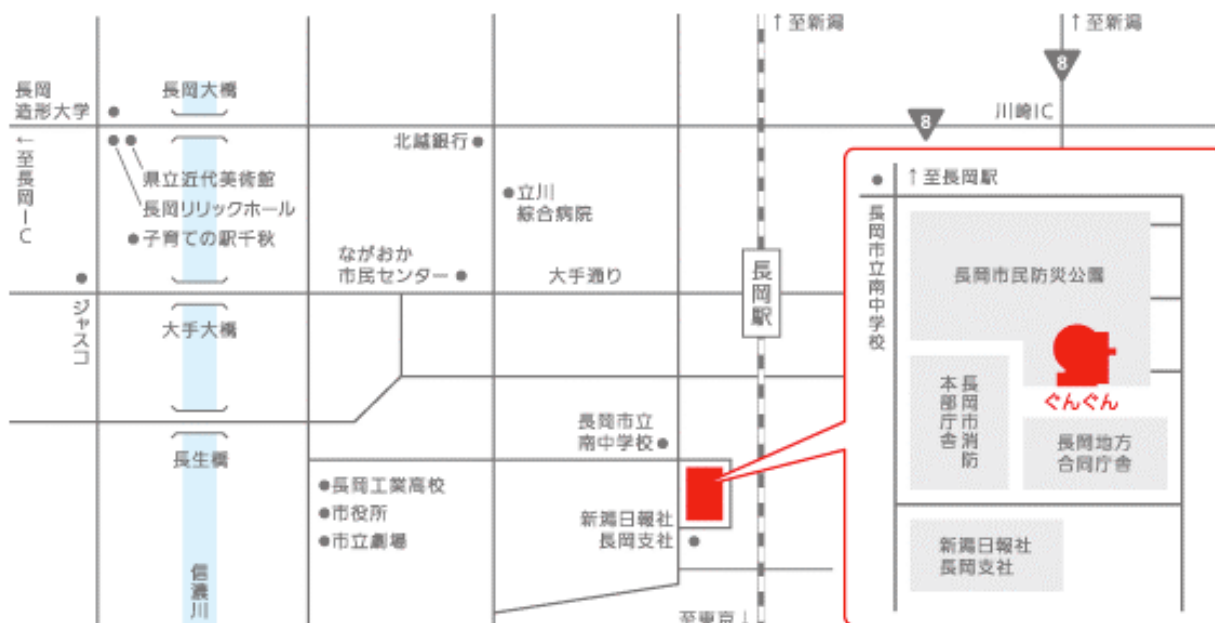 ↑至新潟
↑至新潟
8
長岡
造形大学
長岡大橋
8
川崎IC
←至長岡IC
北越銀行
県立近代美術館
長岡リリックホール
子育ての駅千秋
立川
綜合病院
ながおか
市民センター
大手通り
長岡駅
ジャスコ
大手大橋
長岡市立
南中学校
長生橋
長岡工業高校
市役所
市立劇場
新潟日報社
長岡支社
信濃川
至東京↓
↑至長岡駅
長岡市立南中学校
長岡市民防災公園
ぐんぐん
長岡市消防
本部庁舎
長岡地方
合同庁舎
新潟日報社
長岡支社